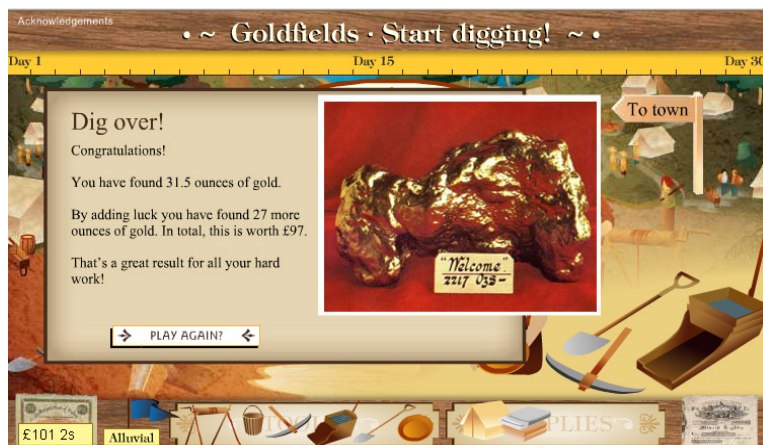 Acknowledgements
• ~ Goldfields · Start digging! ~ •
Day 1 Day 15 Day 30
Dig over!
Congratulations!
You have found 31.5 ounces of gold.
By adding luck you have found 27 more
ounces of gold. In total, this is worth £97.
That's a great result for all your hard
work!
"Welcome"
2217 OZS-
PLAY AGAIN?
To town
£101 2s
Alluvial